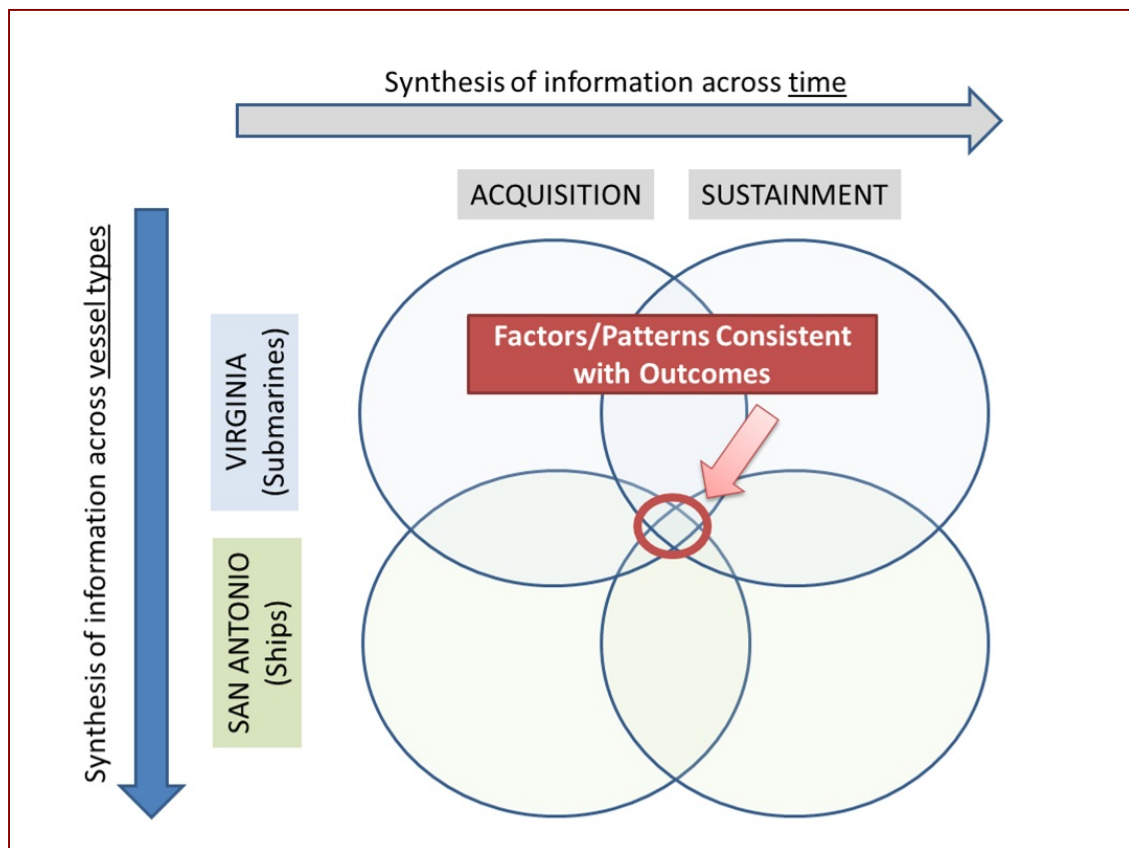 Synthesis of information across time
ACQUISITION
SUSTAINMENT
Synthesis of information across vessel types
VIRGINIA
(Submarines)
Factors/Patterns Consistent
with Outcomes
SAN ANTONIO
(Ships)